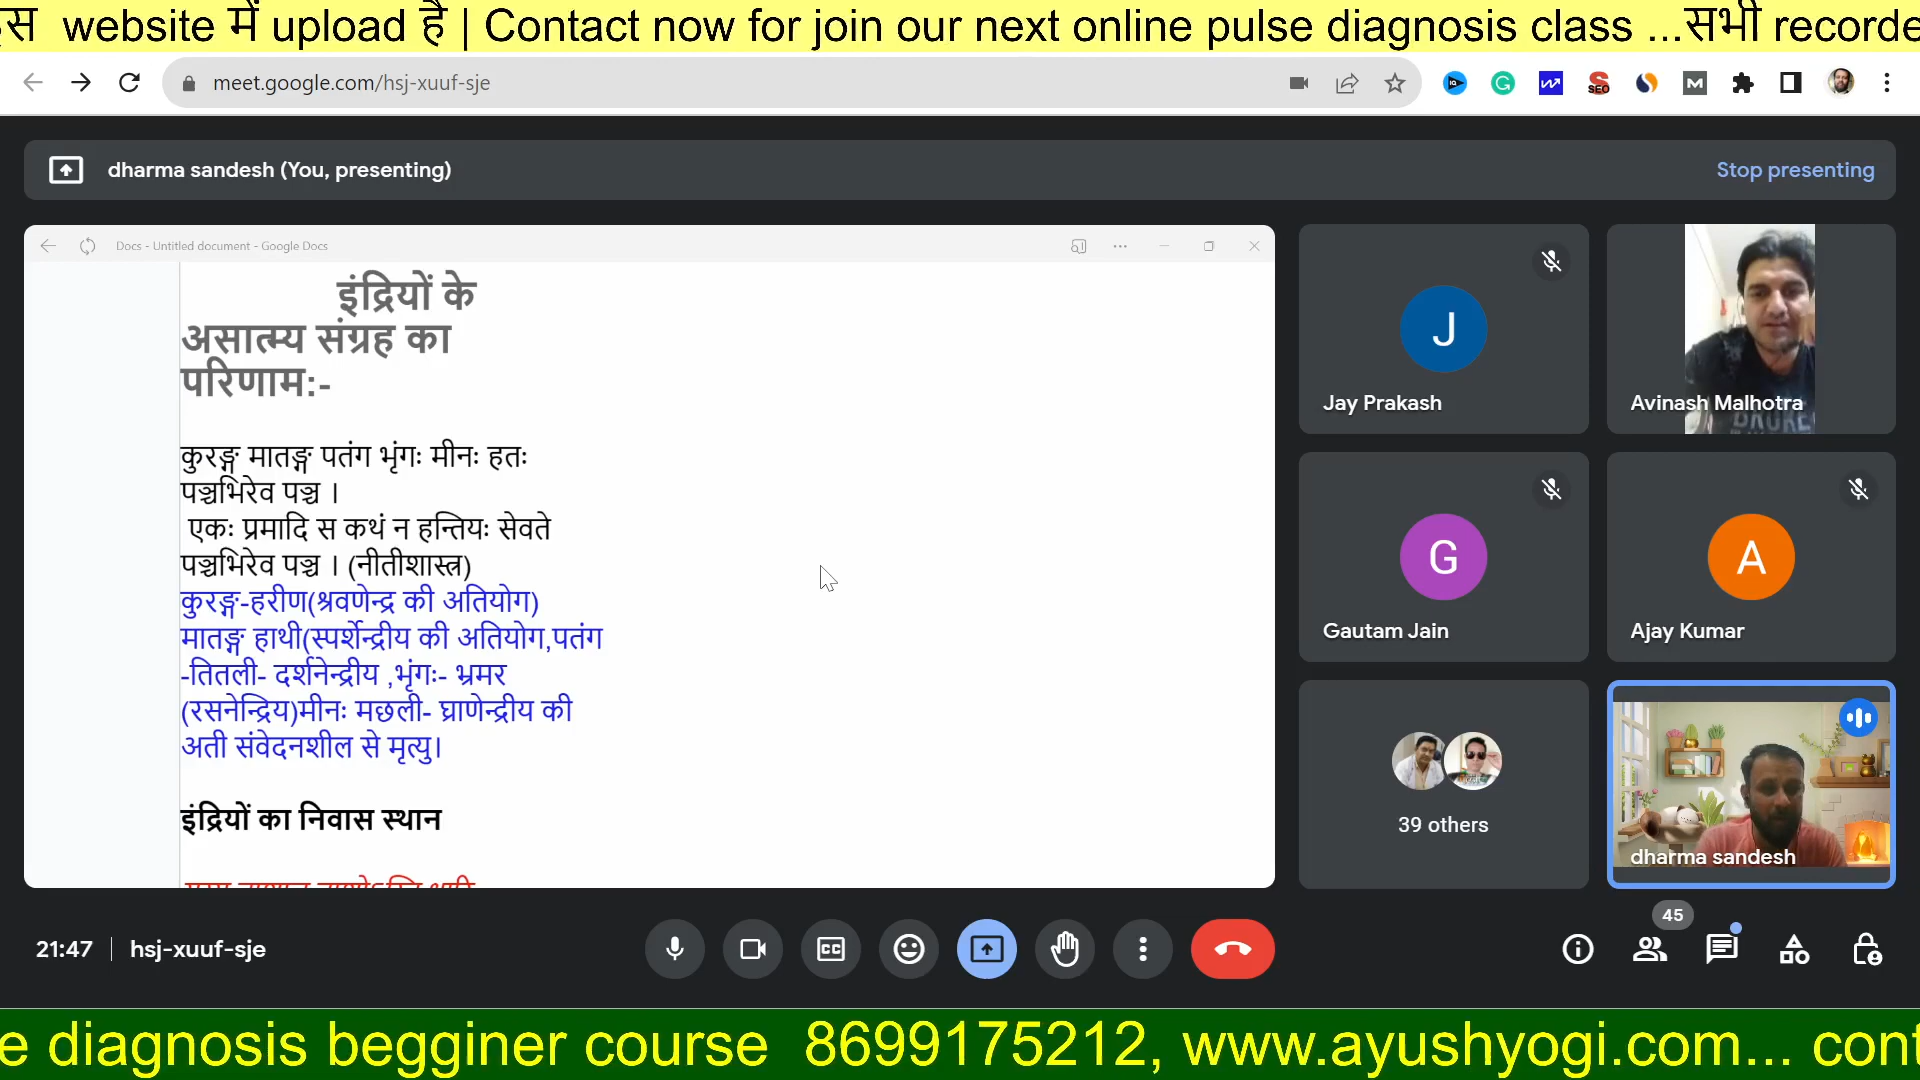 website में upload है | Contact now for join our next online pulse diagnosis class ...सभी recorde
meet.google.com/hsj-xuuf-sje
dharma sandesh (You, presenting)
Stop presenting
Docs - Untitled document - Google Docs
इंद्रियों के
असात्म्य संग्रह का
परिणाम:-
कुरङ्ग मातङ्ग पतंग भृंगः मीनः हतः
पञ्चभिरेव पञ्च ।
एकः प्रमादि स कथं न हन्तियः सेवते
पञ्चभिरेव पञ्च । (नीतीशास्त्र)
कुरङ्ग-हरीण(श्रवणेन्द्र की अतियोग)
मातङ्ग हाथी(स्पर्शेन्द्रीय की अतियोग,पतंग
-तितली- दर्शनेन्द्रीय ,भृंगः- भ्रमर
(रसनेन्द्रिय)मीनः मछली- घ्राणेन्द्रीय की
अती संवेदनशील से मृत्यु।
इंद्रियों का निवास स्थान
J
Jay Prakash
Avinash Malhotra
G
Gautam Jain
A
Ajay Kumar
39 others
dharma sandesh
21:47 | hsj-xuuf-sje
45
e diagnosis begginer course 8699175212, www.ayushyogi.com... cont